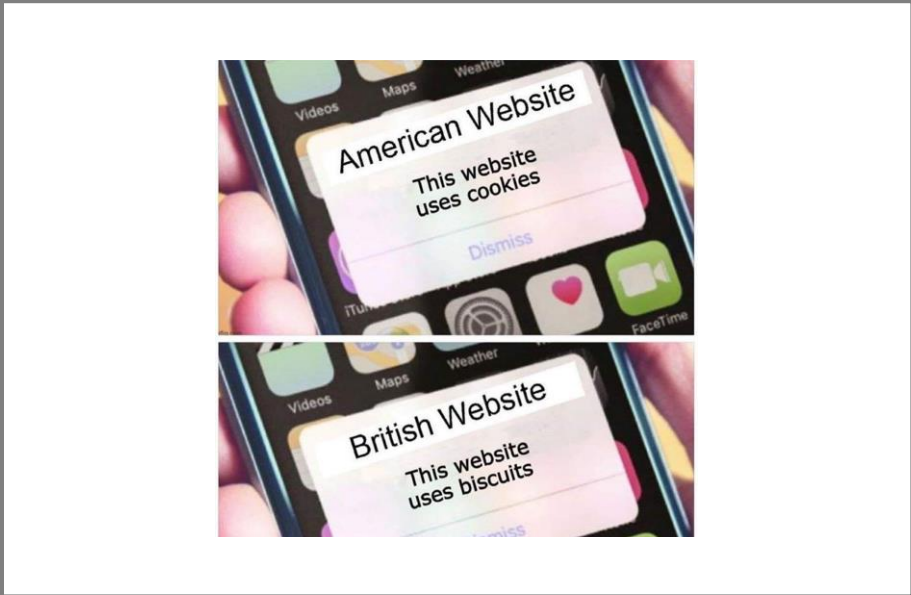 Weather
Maps
Videos
American Website
This website
uses cookies
Dismiss
FaceTime
Weather
Maps
Videos
British Website
This website
uses biscuits